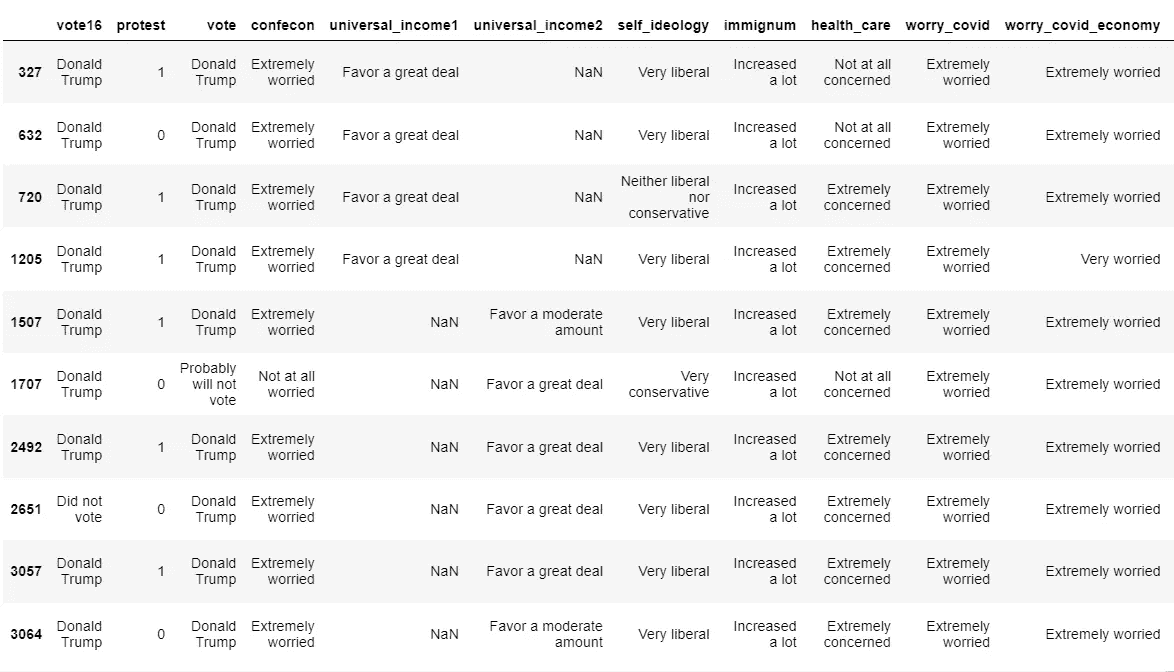 vote16 protest vote confecon universal_income1 universal_income2 self_ideology immignum health_care worry_covid worry_covid_economy
327 Donald Trump 1 Donald Trump Extremely worried Favor a great deal NaN Very liberal Increased a lot Not at all concerned Extremely worried Extremely worried
632 Donald Trump 0 Donald Trump Extremely worried Favor a great deal NaN Very liberal Increased a lot Not at all concerned Extremely worried Extremely worried
720 Donald Trump 1 Donald Trump Extremely worried Favor a great deal NaN Neither liberal nor conservative Increased a lot Extremely concerned Extremely worried Extremely worried
1205 Donald Trump 1 Donald Trump Extremely worried Favor a great deal NaN Very liberal Increased a lot Extremely concerned Extremely worried Very worried
1507 Donald Trump 1 Donald Trump Extremely worried NaN Favor a moderate amount Very liberal Increased a lot Extremely concerned Extremely worried Extremely worried
1707 Donald Trump 0 Probably will not vote Not at all worried NaN Favor a great deal Very conservative Increased a lot Not at all concerned Extremely worried Extremely worried
2492 Donald Trump 1 Donald Trump Extremely worried NaN Favor a great deal Very liberal Increased a lot Extremely concerned Extremely worried Extremely worried
2651 Did not vote 0 Donald Trump Extremely worried NaN Favor a great deal Very liberal Increased a lot Extremely concerned Extremely worried Extremely worried
3057 Donald Trump 1 Donald Trump Extremely worried NaN Favor a great deal Very liberal Increased a lot Extremely concerned Extremely worried Extremely worried
3064 Donald Trump 0 Donald Trump Extremely worried NaN Favor a moderate amount Very liberal Increased a lot Extremely concerned Extremely worried Extremely worried